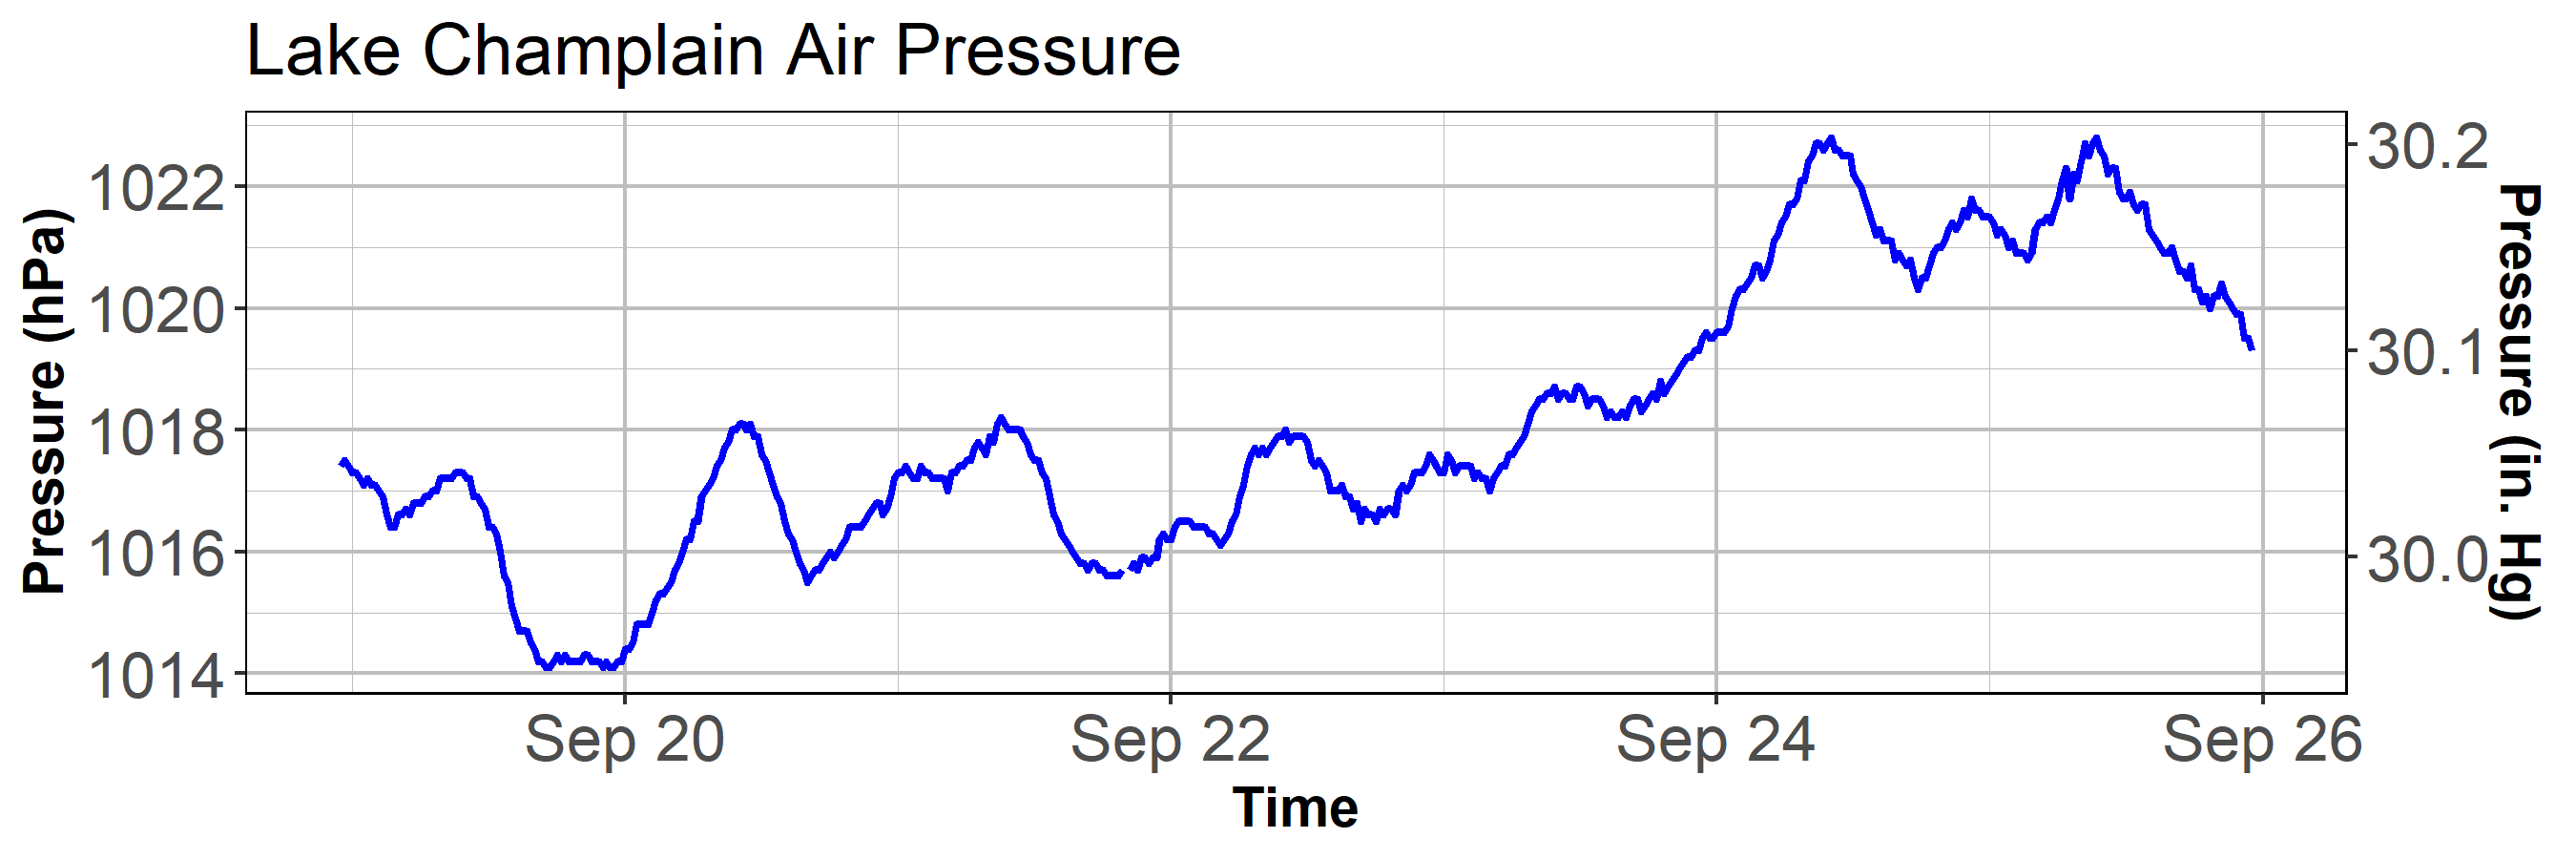 Lake Champlain Air Pressure
Pressure (hPa)
1022
1020
1018
1016
1014
30.2
30.1
30.0
Pressure (in. Hg)
Sep 20
Sep 22
Sep 24
Sep 26
Time